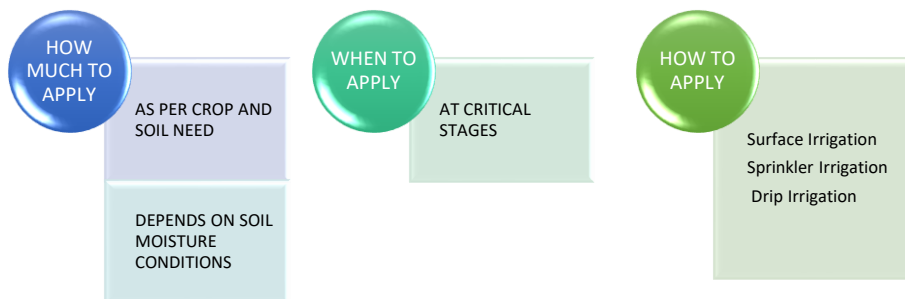 HOW
MUCH TO
APPLY
AS PER CROP AND
SOIL NEED
DEPENDS ON SOIL
MOISTURE
CONDITIONS
WHEN TO
APPLY
AT CRITICAL
STAGES
HOW TO
APPLY
Surface Irrigation
Sprinkler Irrigation
Drip Irrigation